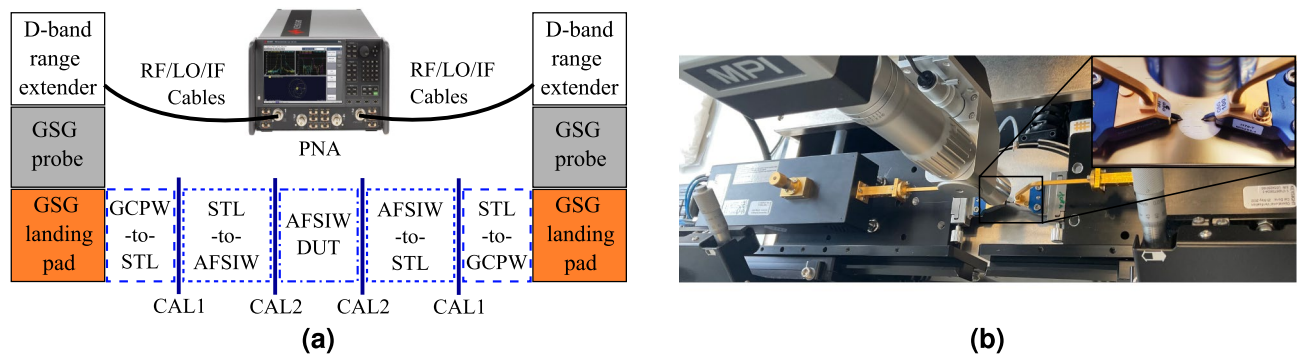 D-band
range
extender
RF/LO/IF
Cables
PNA
RF/LO/IF
Cables
D-band
range
extender
GSG
probe
GSG
probe
GSG
landing
pad
GCPW
-to-
STL
STL
-to-
AFSIW
AFSIW
DUT
AFSIW
-to-
STL
STL
-to-
GCPW
GSG
landing
pad
CAL1
CAL2
CAL2
CAL1
(a)
MPI
(b)